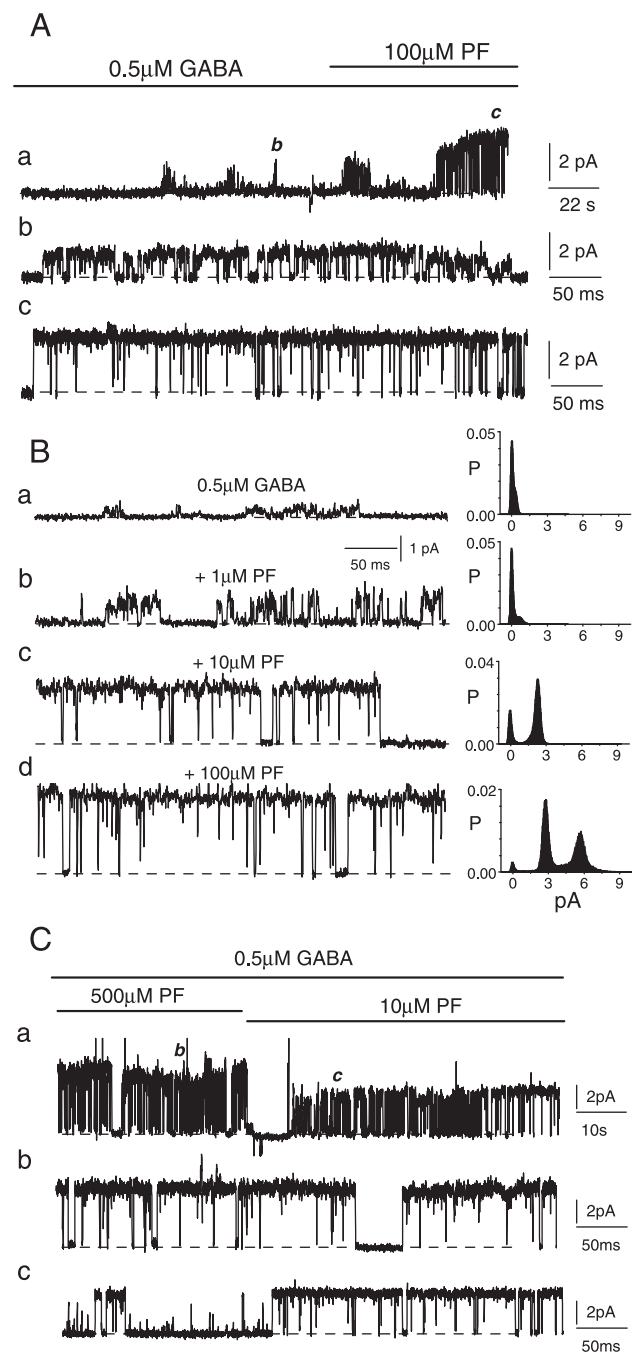 A
100μM PF
0.5μM GABA
a
b
c
2 pA
22 s
b
2 pA
50 ms
c
2 pA
50 ms
B
0.5μM GABA
a
0.05
P
0.00
0 3 6 9
50 ms
1 pA
b
+ 1μM PF
0.05
P
0.00
0 3 6 9
c
+ 10μM PF
0.04
P
0.00
0 3 6 9
d
+ 100μM PF
0.02
P
0.00
0 3 6 9
pA
C
0.5μM GABA
500μM PF
10μM PF
a
b
c
2pA
10s
b
2pA
50ms
c
2pA
50ms